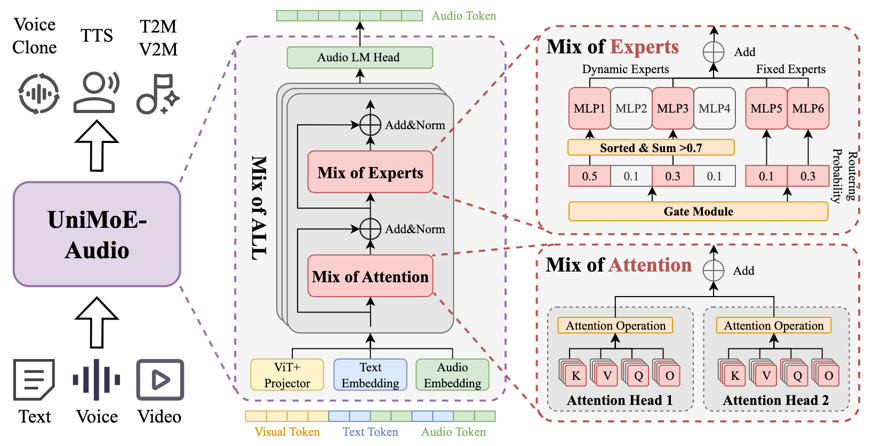 Voice
Clone
TTS
T2M
V2M
UniMoE-
Audio
Text
Voice
Video
Audio Token
Audio LM Head
Mix of ALL
Add&Norm
Mix of Experts
Add&Norm
Mix of Attention
ViT+
Projector
Text
Embedding
Audio
Embedding
Visual Token
Text Token
Audio Token
Mix of Experts
Add
Dynamic Experts
Fixed Experts
MLP1
MLP2
MLP3
MLP4
MLP5
MLP6
Sorted & Sum >0.7
0.5
0.1
0.3
0.1
0.1
0.3
Routering
Probability
Gate Module
Mix of Attention
Add
Attention Operation
Attention Operation
K
V
Q
O
K
V
Q
O
Attention Head 1
Attention Head 2